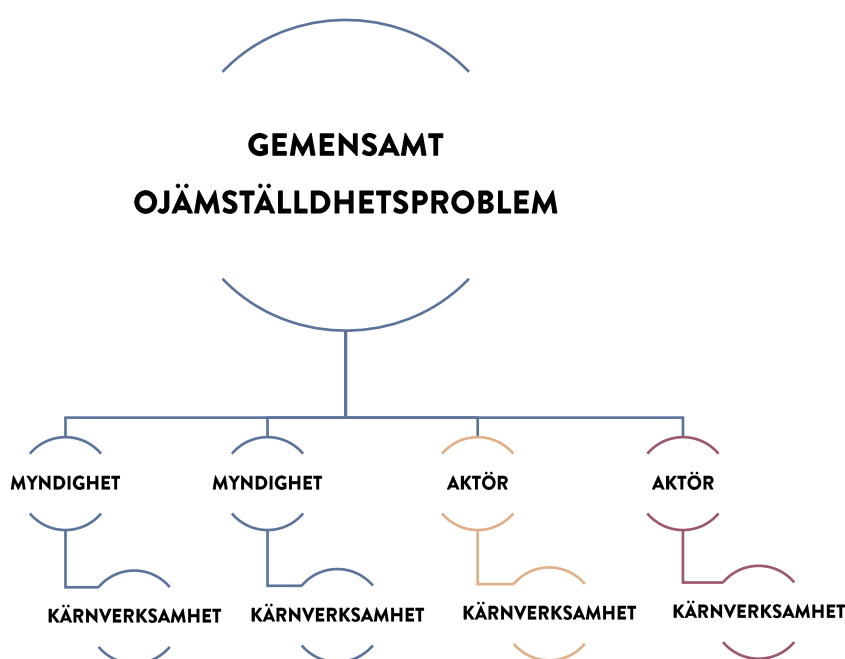 GEMENSAMT
OJÄMSTÄLLDHETSPROBLEM
MYNDIGHET
MYNDIGHET
AKTÖR
AKTÖR
KÄRNVERKSAMHET
KÄRNVERKSAMHET
KÄRNVERKSAMHET
KÄRNVERKSAMHET